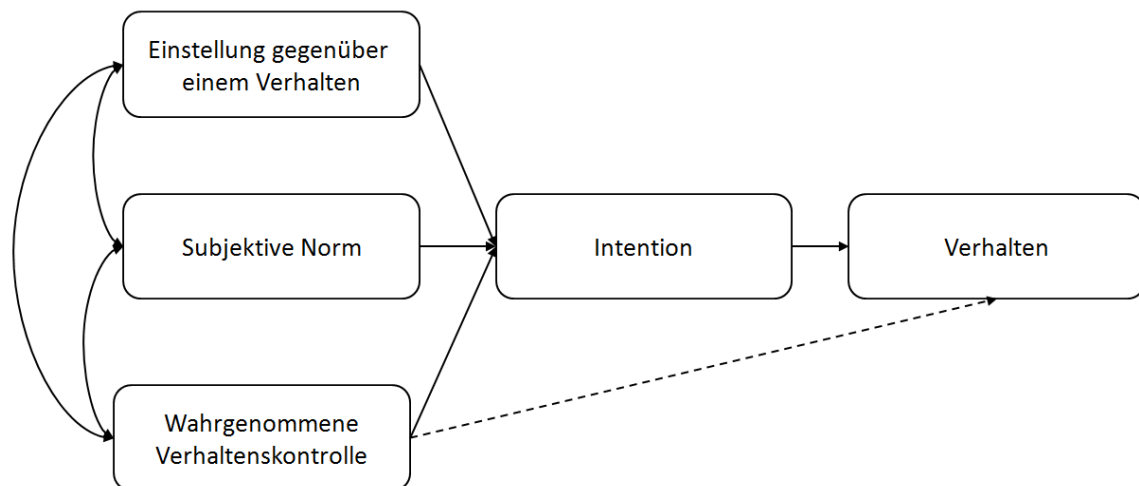 Einstellung gegenüber
einem Verhalten
Subjektive Norm
Intention
Verhalten
Wahrgenommene
Verhaltenskontrolle